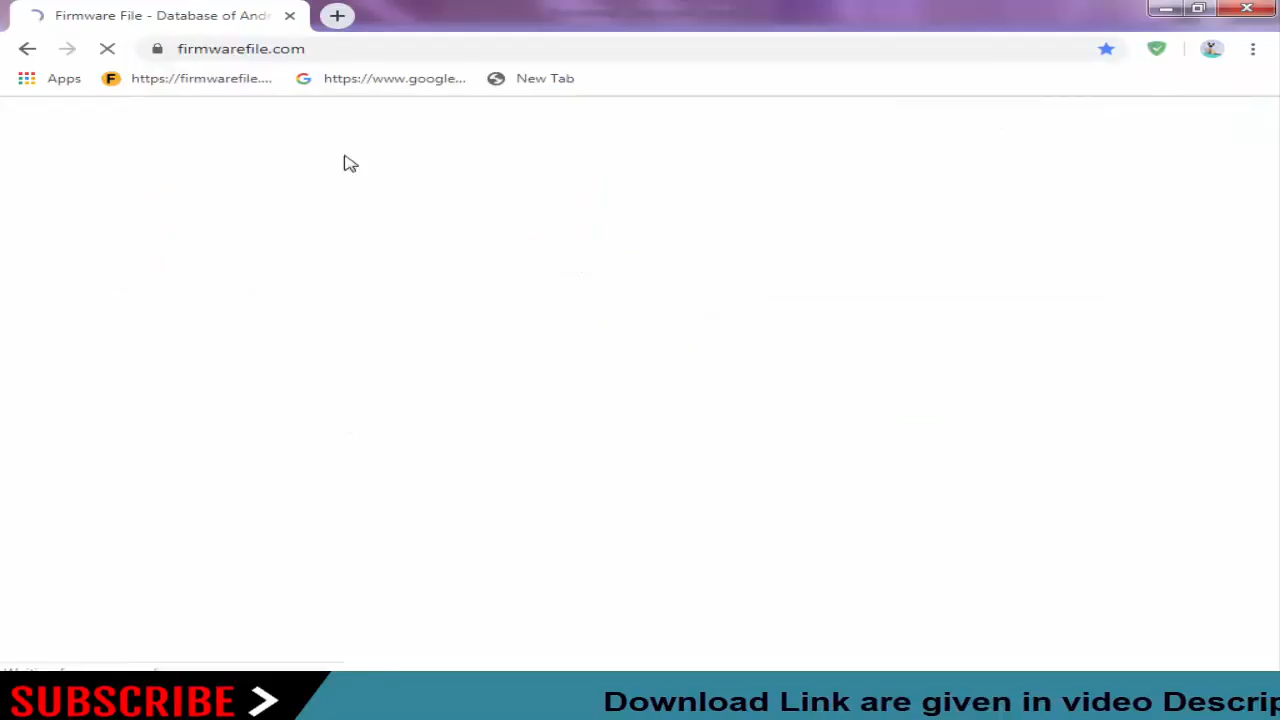 Firmware File - Database of Andr
firmwarefile.com
Apps
https://firmwarefile....
https://www.google...
New Tab
SUBSCRIBE
Download Link are given in video Descrip